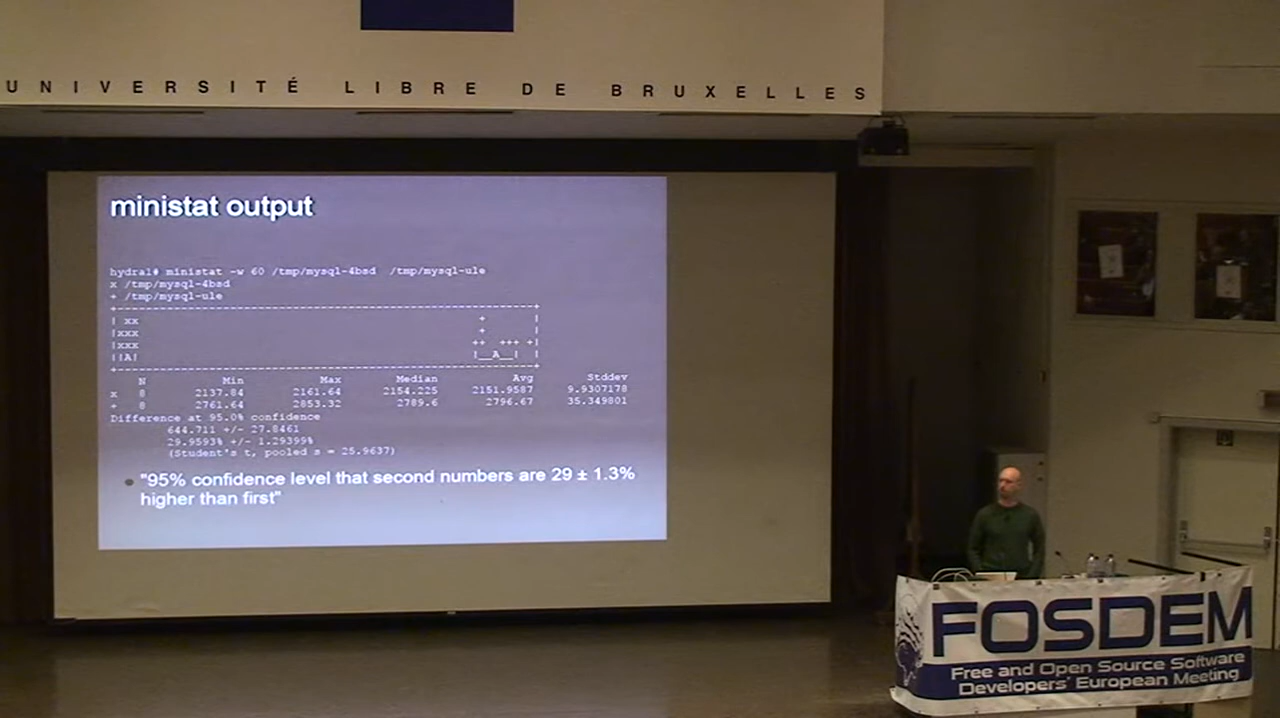 UNIVERSITÉ LIBRE DE BRUXELLES
ministat output
hydra1# ministat -w 60 /tmp/mysql-4bsd /tmp/mysql-ule
x /tmp/mysql-4bsd
+ /tmp/mysql-ule
+------------------------------------------------------------+
| xx + |
|xxx + |
|xxx ++ +++ +|
||A| |__A__| |
+------------------------------------------------------------+
N Min Max Median Avg Stddev
x 8 2137.84 2161.64 2154.225 2151.9587 9.9307178
+ 8 2761.64 2853.32 2789.6 2796.67 35.349801
Difference at 95.0% confidence
644.711 +/- 27.8461
29.9593% +/- 1.29399%
(Student's t, pooled s = 25.9637)
• "95% confidence level that second numbers are 29 ± 1.3%
higher than first"
FOSDEM
Free and Open Source Software
Developers' European Meeting